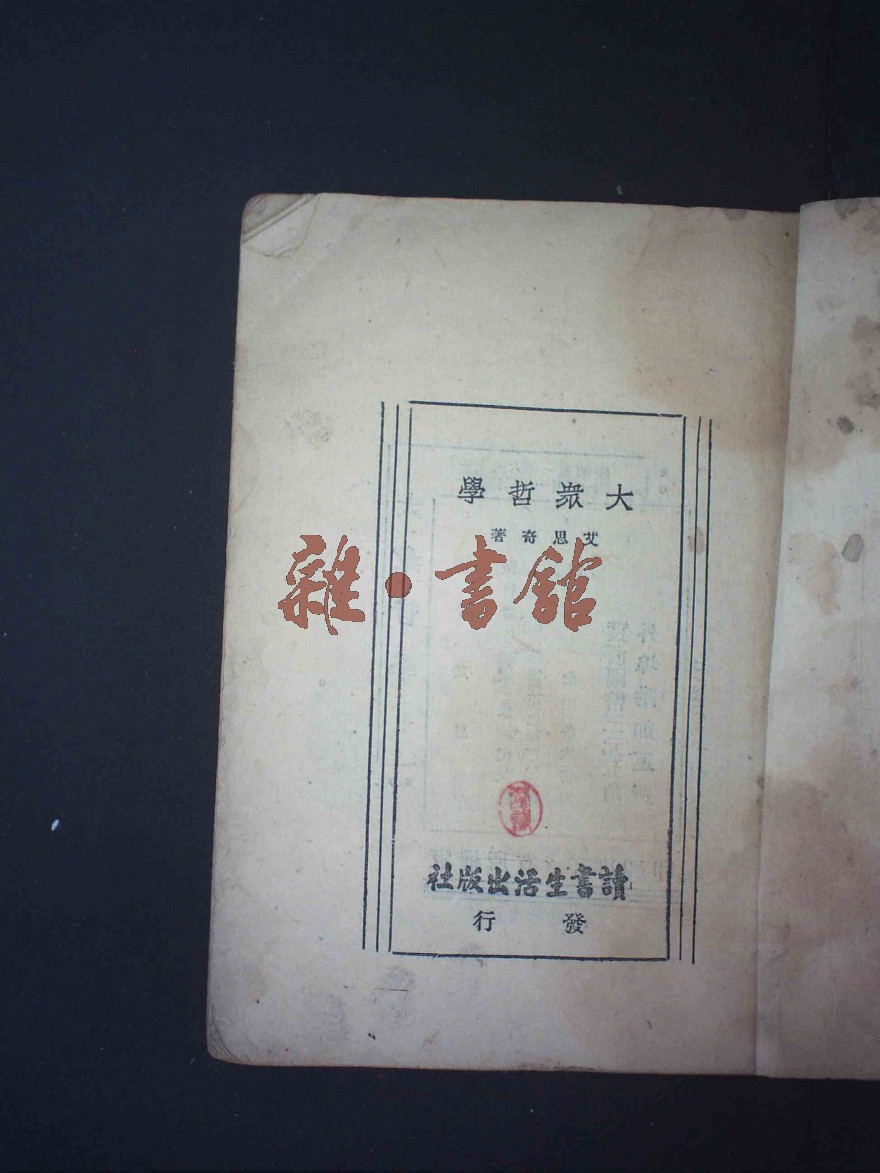 大衆哲學
艾思奇著
雜·書館
讀書生活出版社
發行